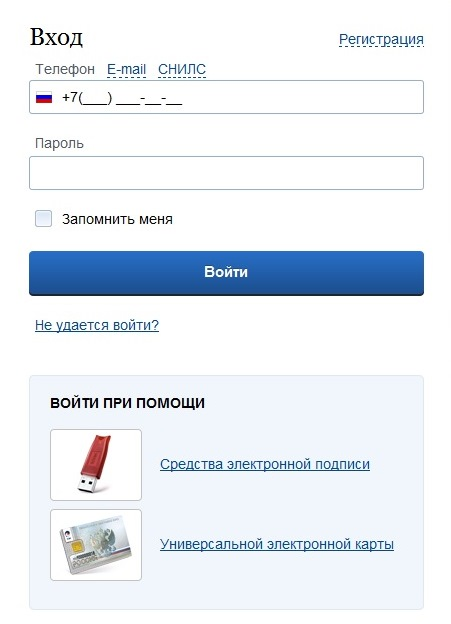 Вход Регистрация
Телефон E-mail СНИЛС
+7(___) ___-__-__
Пароль
Запомнить меня
Войти
Не удается войти?
ВОЙТИ ПРИ ПОМОЩИ
Средства электронной подписи
Универсальной электронной карты